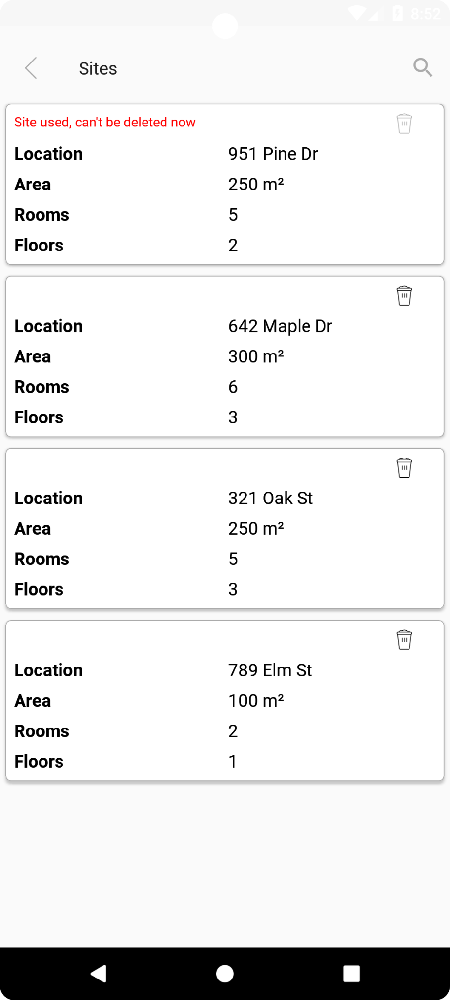 8:52
Sites
Site used, can't be deleted now
Location 951 Pine Dr
Area 250 m²
Rooms 5
Floors 2
Location 642 Maple Dr
Area 300 m²
Rooms 6
Floors 3
Location 321 Oak St
Area 250 m²
Rooms 5
Floors 3
Location 789 Elm St
Area 100 m²
Rooms 2
Floors 1